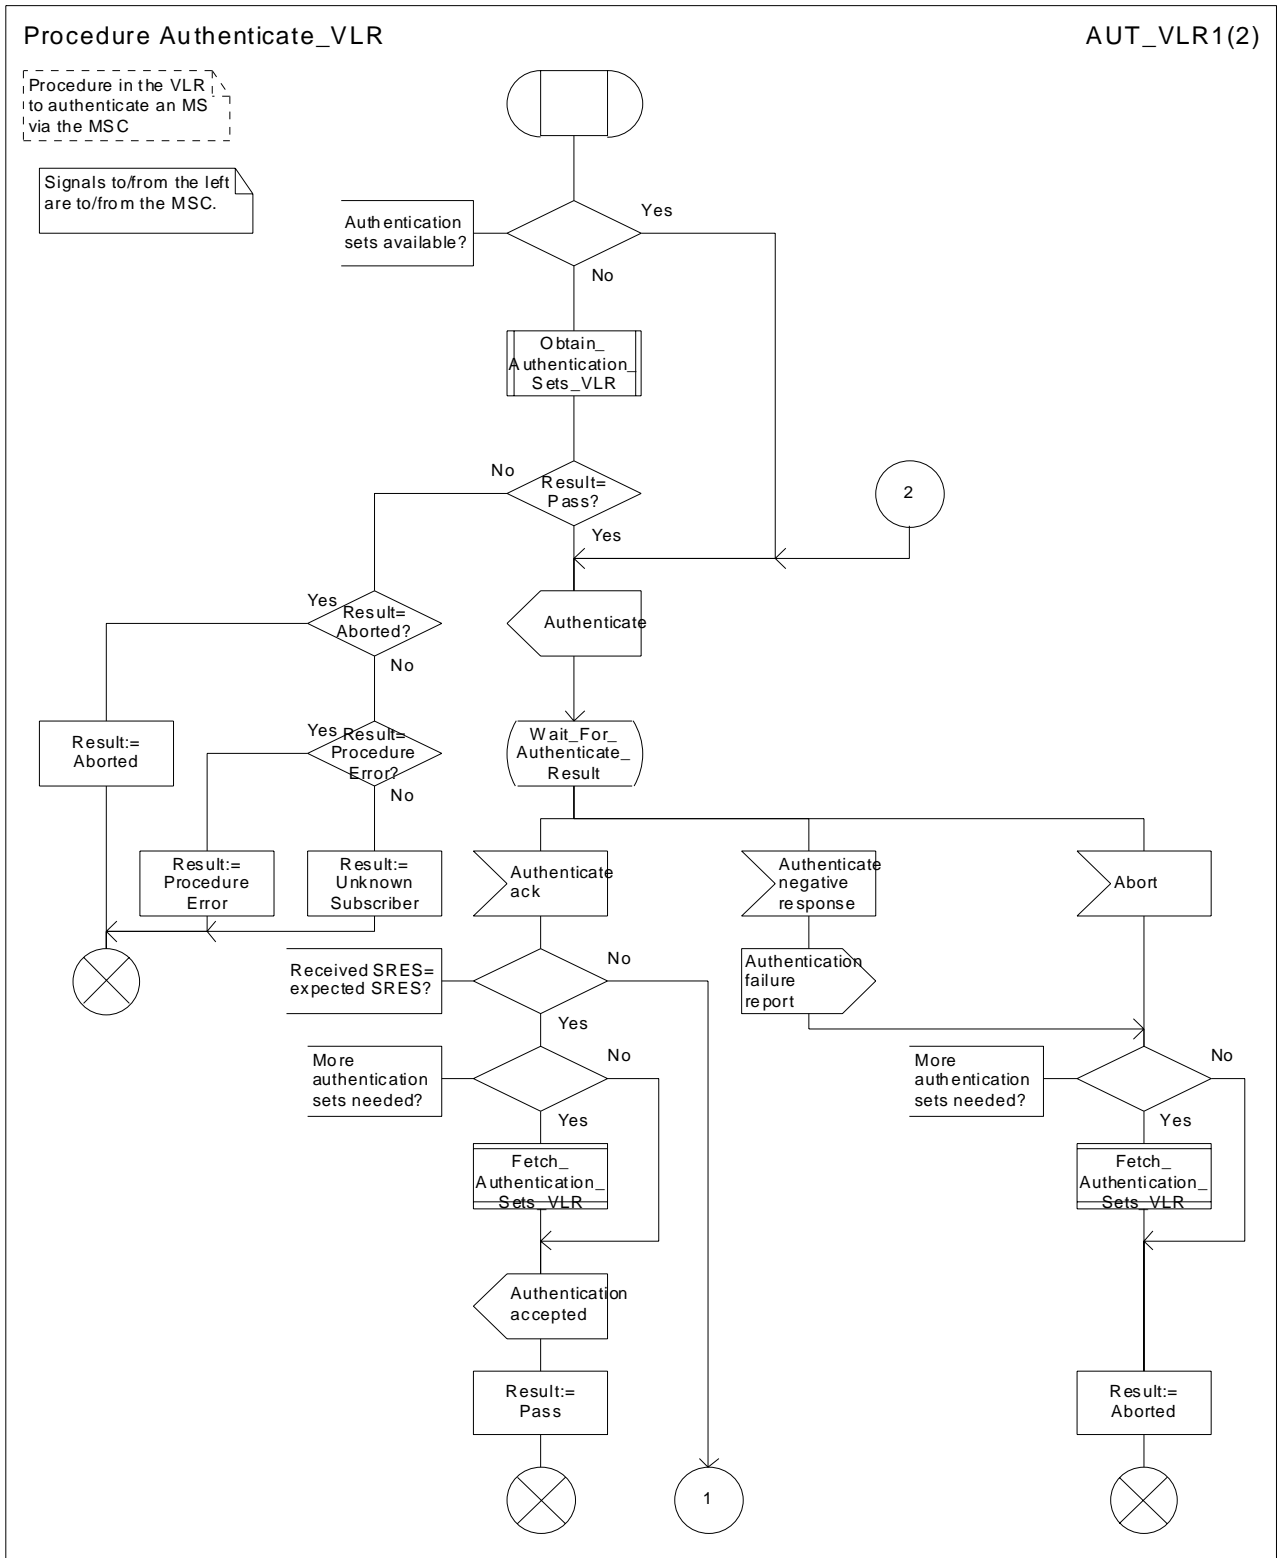 Procedure Authenticate_VLR
AUT_VLR1(2)
Procedure in the VLR
to authenticate an MS
via the MSC
Signals to/from the left
are to/from the MSC.
Authentication
sets available?
Yes
No
Obtain_
Authentication_
Sets_VLR
No
Result=
Pass?
Yes
2
Yes
Result=
Aborted?
No
Authenticate
Result:=
Aborted
Yes
Result=
Procedure
Error?
No
Wait_For_
Authenticate_
Result
Result:=
Procedure
Error
Result:=
Unknown
Subscriber
Authenticate
ack
Authenticate
negative
response
Abort
Received SRES=
expected SRES?
No
Yes
Authentication
failure
report
More
authentication
sets needed?
No
Yes
More
authentication
sets needed?
No
Yes
Fetch_
Authentication_
Sets_VLR
Fetch_
Authentication_
Sets_VLR
Authentication
accepted
Result:=
Pass
Result:=
Aborted
1